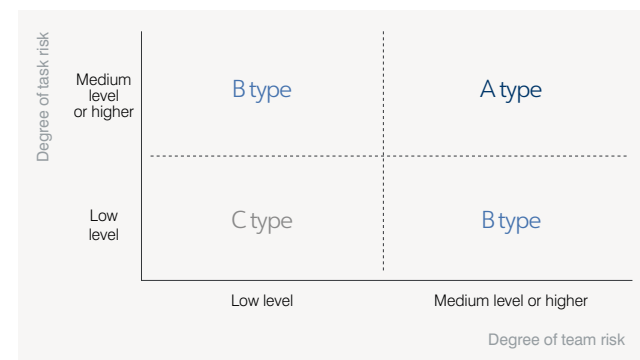 Degree of task risk
Medium
level
or higher
B type
A type
Low
level
C type
B type
Low level
Medium level or higher
Degree of team risk